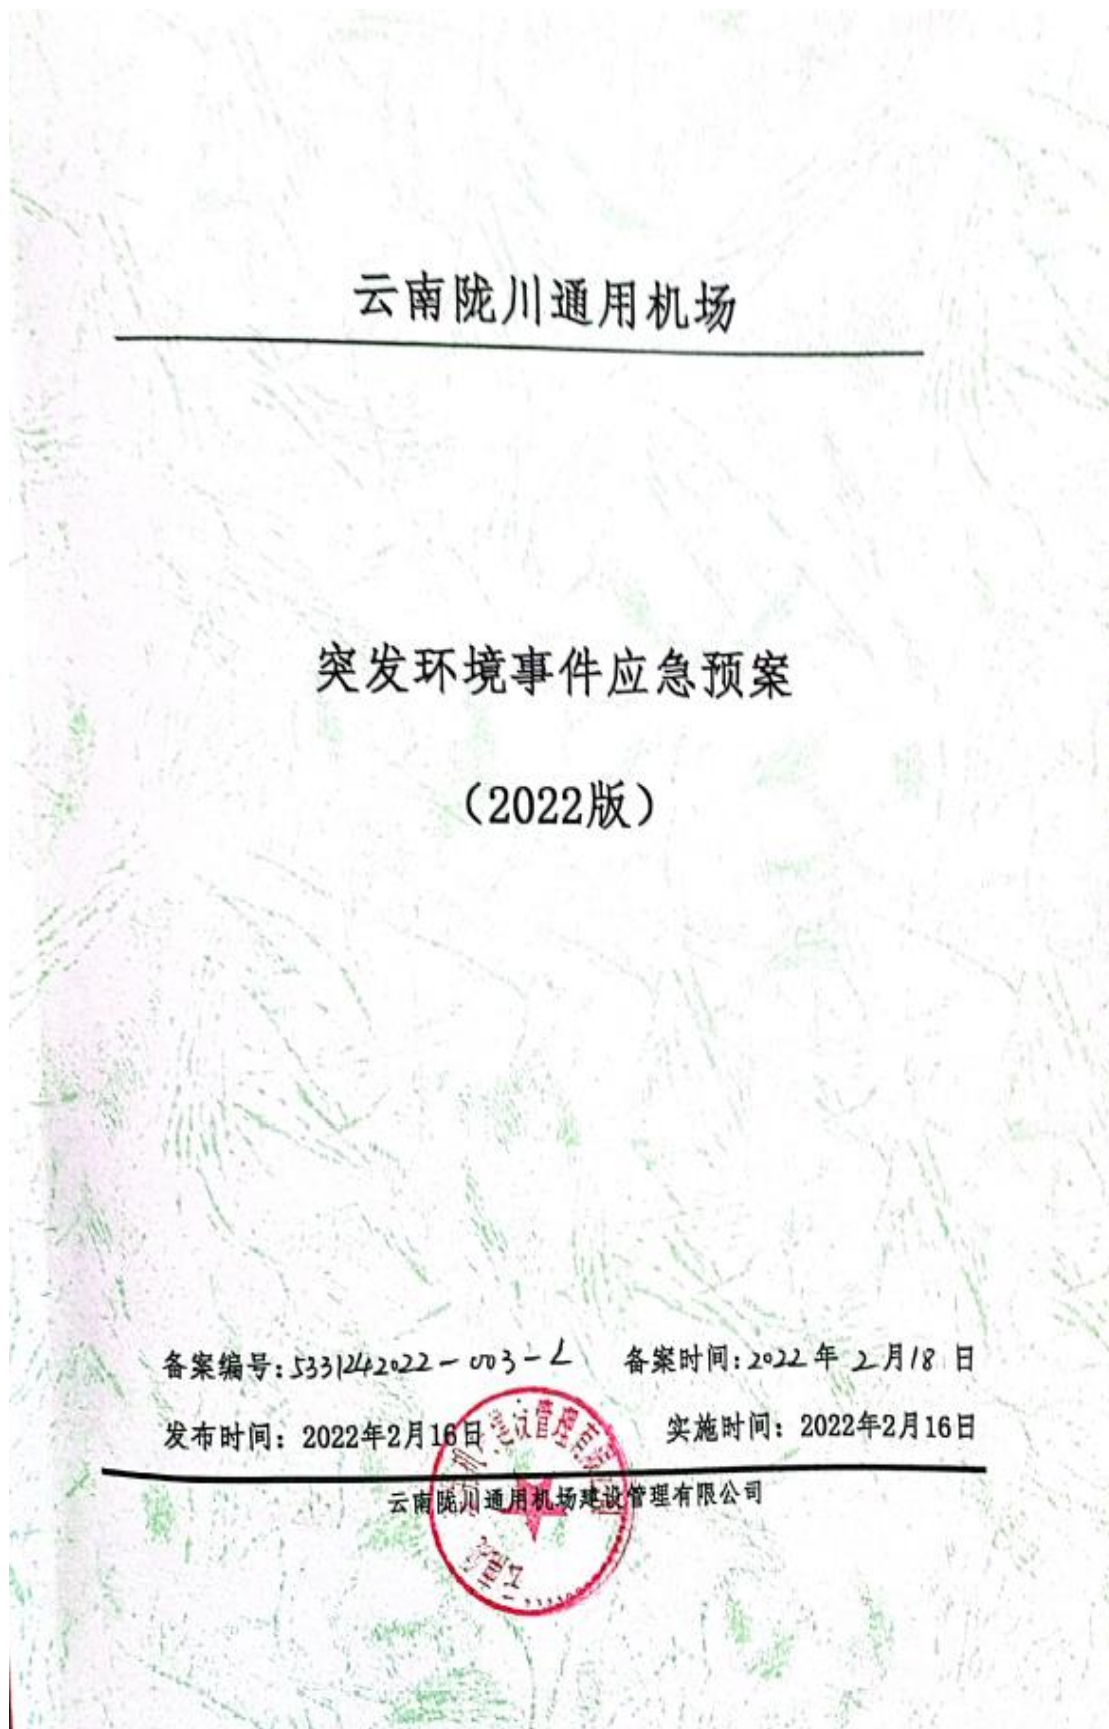 云南陇川通用机场
突发环境事件应急预案
（2022版）
备案编号：5331242022-003-L 备案时间：2022年2月18日
发布时间：2022年2月16日 实施时间：2022年2月16日
云南陇川通用机场建设管理有限公司